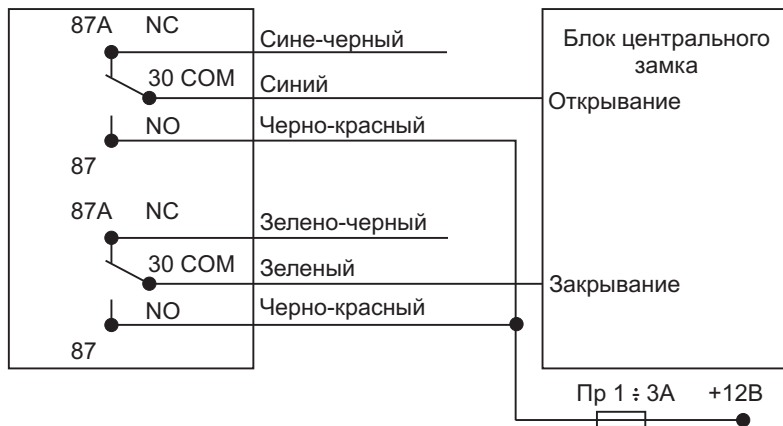 87A NC
Сине-черный
30 COM
Синий
NO
Черно-красный
87
87A NC
Зелено-черный
30 COM
Зеленый
NO
Черно-красный
87
Блок центрального
замка
Открывание
Закрывание
Пр 1 ÷ 3А
+12В